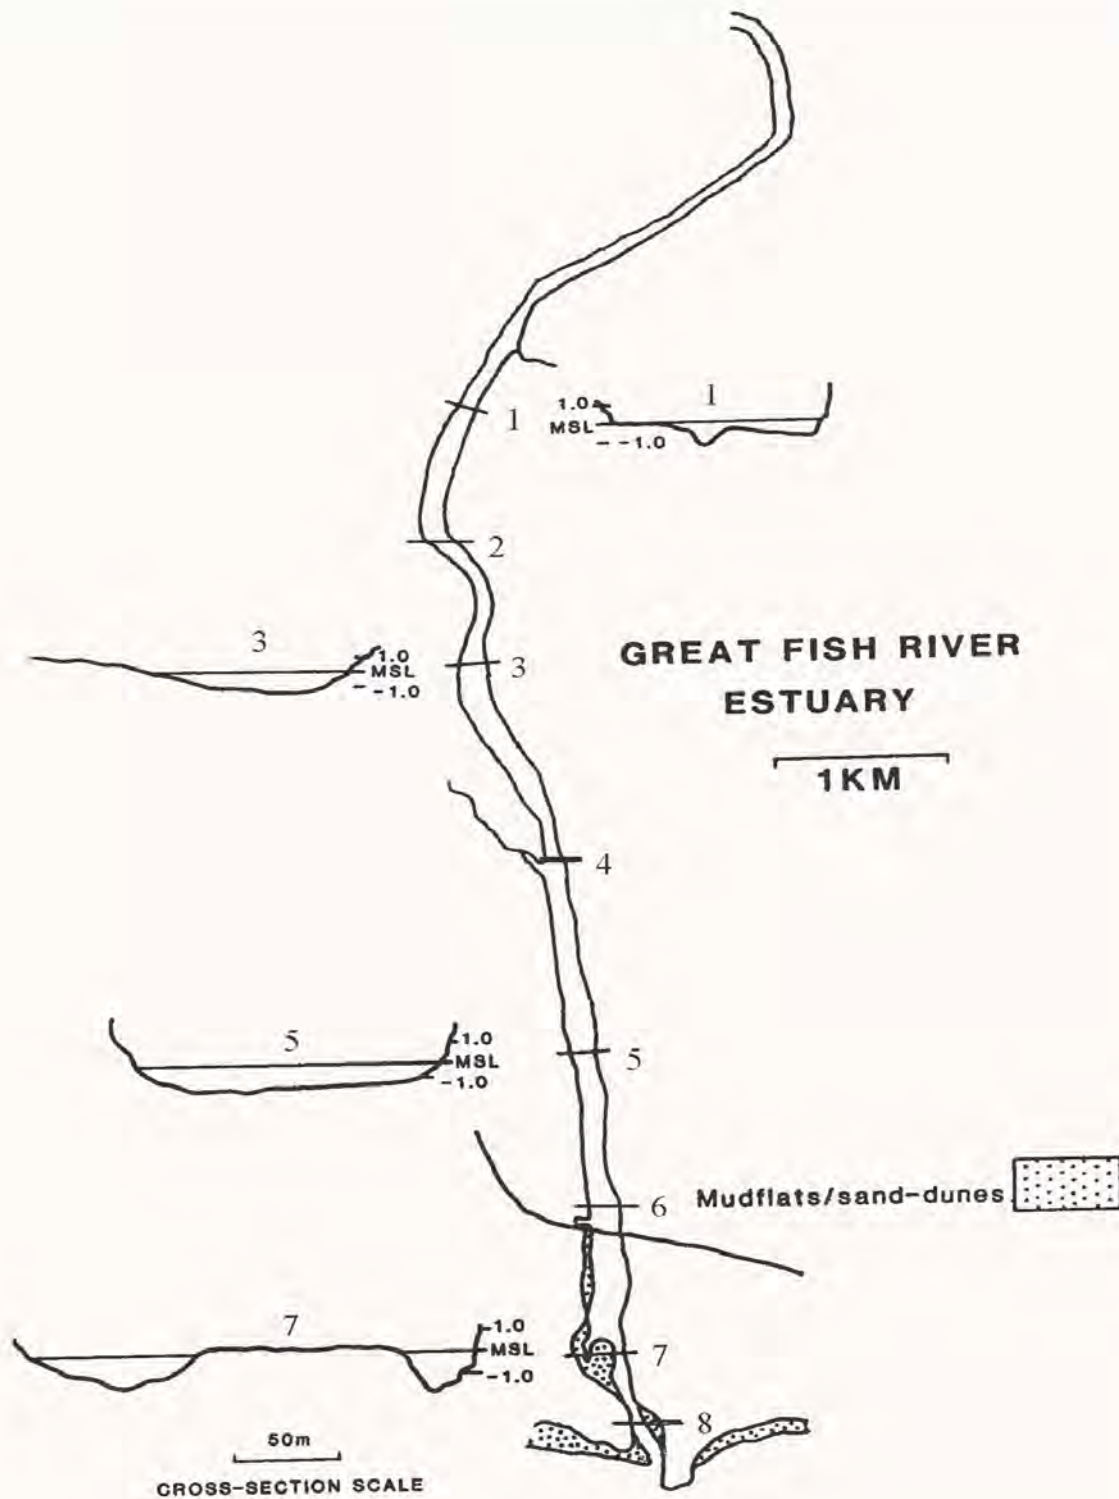 1
1.0
MSL
-1.0
1
2
3
1.0
MSL
-1.0
3
GREAT FISH RIVER
ESTUARY
1KM
4
5
1.0
MSL
-1.0
5
6
Mudflats/sand-dunes
7
1.0
MSL
-1.0
7
8
50m
CROSS-SECTION SCALE